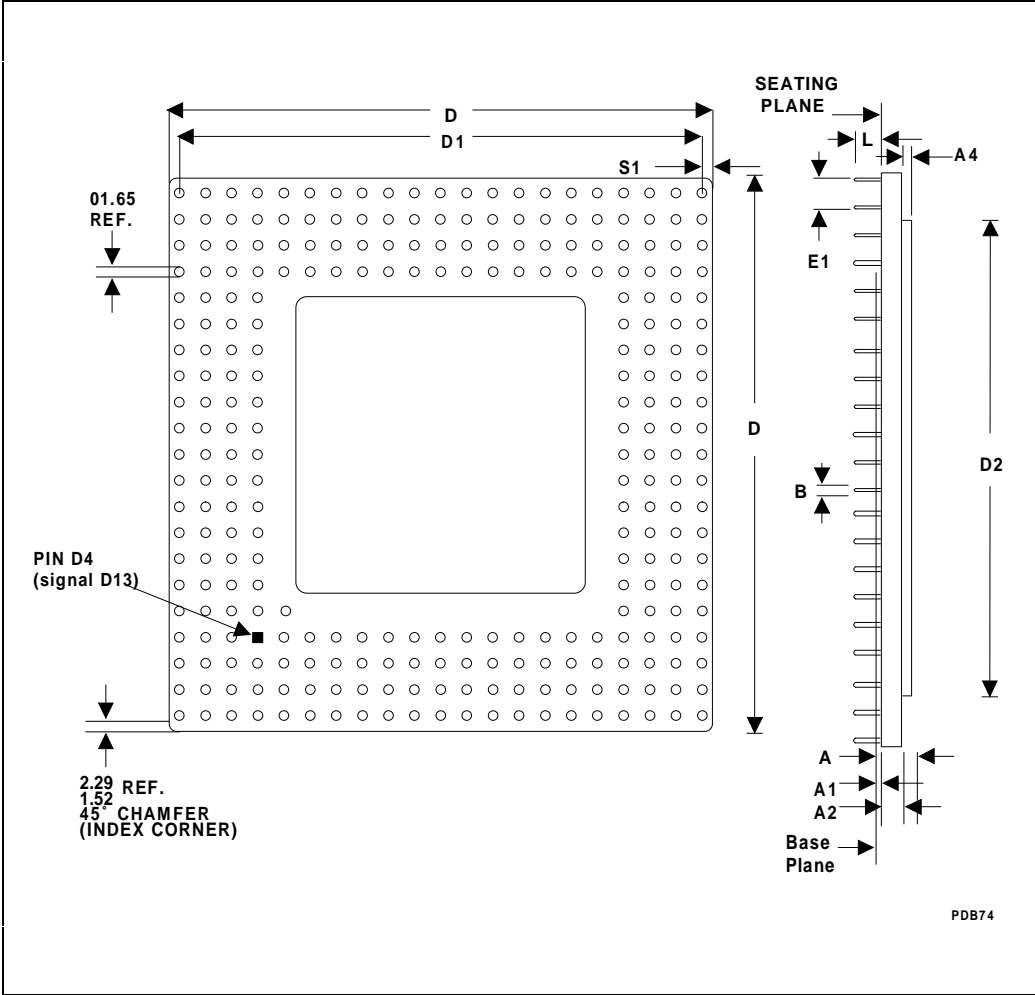 SEATING
PLANE
D
D1
L
S1
A4
01.65
REF.
E1
D
D2
B
PIN D4
(signal D13)
A
A1
A2
2.29 REF.
1.52
45° CHAMFER
(INDEX CORNER)
Base
Plane
PDB74